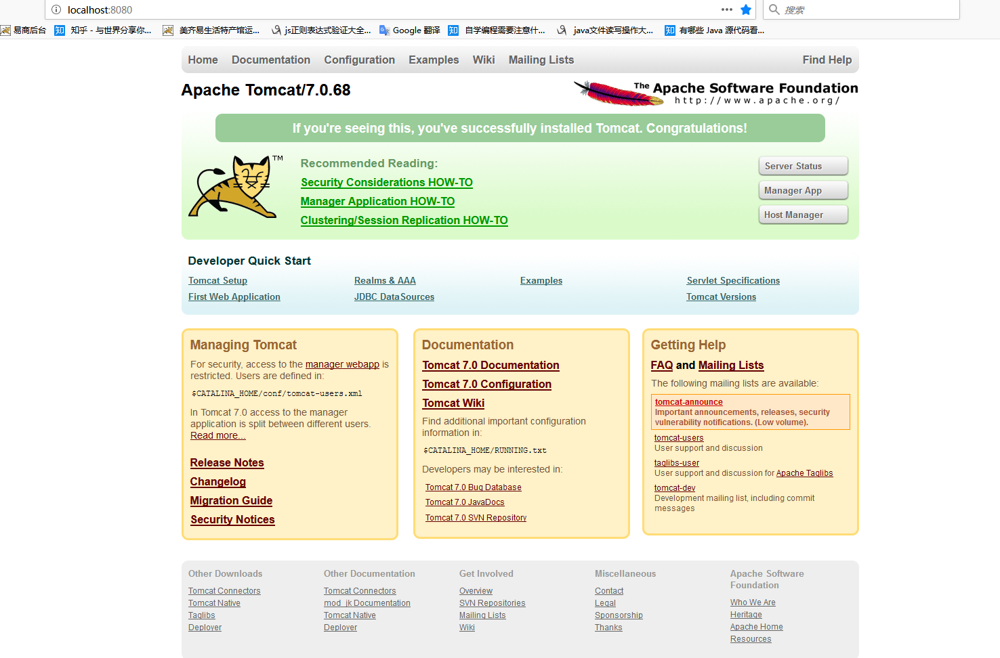 localhost:8080
搜索
易商后台 知乎 - 与世界分享你... 美齐易生活特产馆运... js正则表达式验证大全... Google 翻译 自学编程需要注意什... java文件读写操作大... 有哪些 Java 源代码看...
Home Documentation Configuration Examples Wiki Mailing Lists Find Help
Apache Tomcat/7.0.68
The Apache Software Foundation
http://www.apache.org/
If you're seeing this, you've successfully installed Tomcat. Congratulations!
TM
Recommended Reading:
Security Considerations HOW-TO
Manager Application HOW-TO
Clustering/Session Replication HOW-TO
Server Status
Manager App
Host Manager
Developer Quick Start
Tomcat Setup
First Web Application
Realms & AAA
JDBC DataSources
Examples
Servlet Specifications
Tomcat Versions
Managing Tomcat
For security, access to the manager webapp is
restricted. Users are defined in:
$CATALINA_HOME/conf/tomcat-users.xml
In Tomcat 7.0 access to the manager
application is split between different users.
Read more...
Release Notes
Changelog
Migration Guide
Security Notices
Documentation
Tomcat 7.0 Documentation
Tomcat 7.0 Configuration
Tomcat Wiki
Find additional important configuration
information in:
$CATALINA_HOME/RUNNING.txt
Developers may be interested in:
Tomcat 7.0 Bug Database
Tomcat 7.0 JavaDocs
Tomcat 7.0 SVN Repository
Getting Help
FAQ and Mailing Lists
The following mailing lists are available:
tomcat-announce
Important announcements, releases, security
vulnerability notifications. (Low volume).
tomcat-users
User support and discussion
taglibs-user
User support and discussion for Apache Taglibs
tomcat-dev
Development mailing list, including commit
messages
Other Downloads
Tomcat Connectors
Tomcat Native
Taglibs
Deployer
Other Documentation
Tomcat Connectors
mod_jk Documentation
Tomcat Native
Deployer
Get Involved
Overview
SVN Repositories
Mailing Lists
Wiki
Miscellaneous
Contact
Legal
Sponsorship
Thanks
Apache Software
Foundation
Who We Are
Heritage
Apache Home
Resources